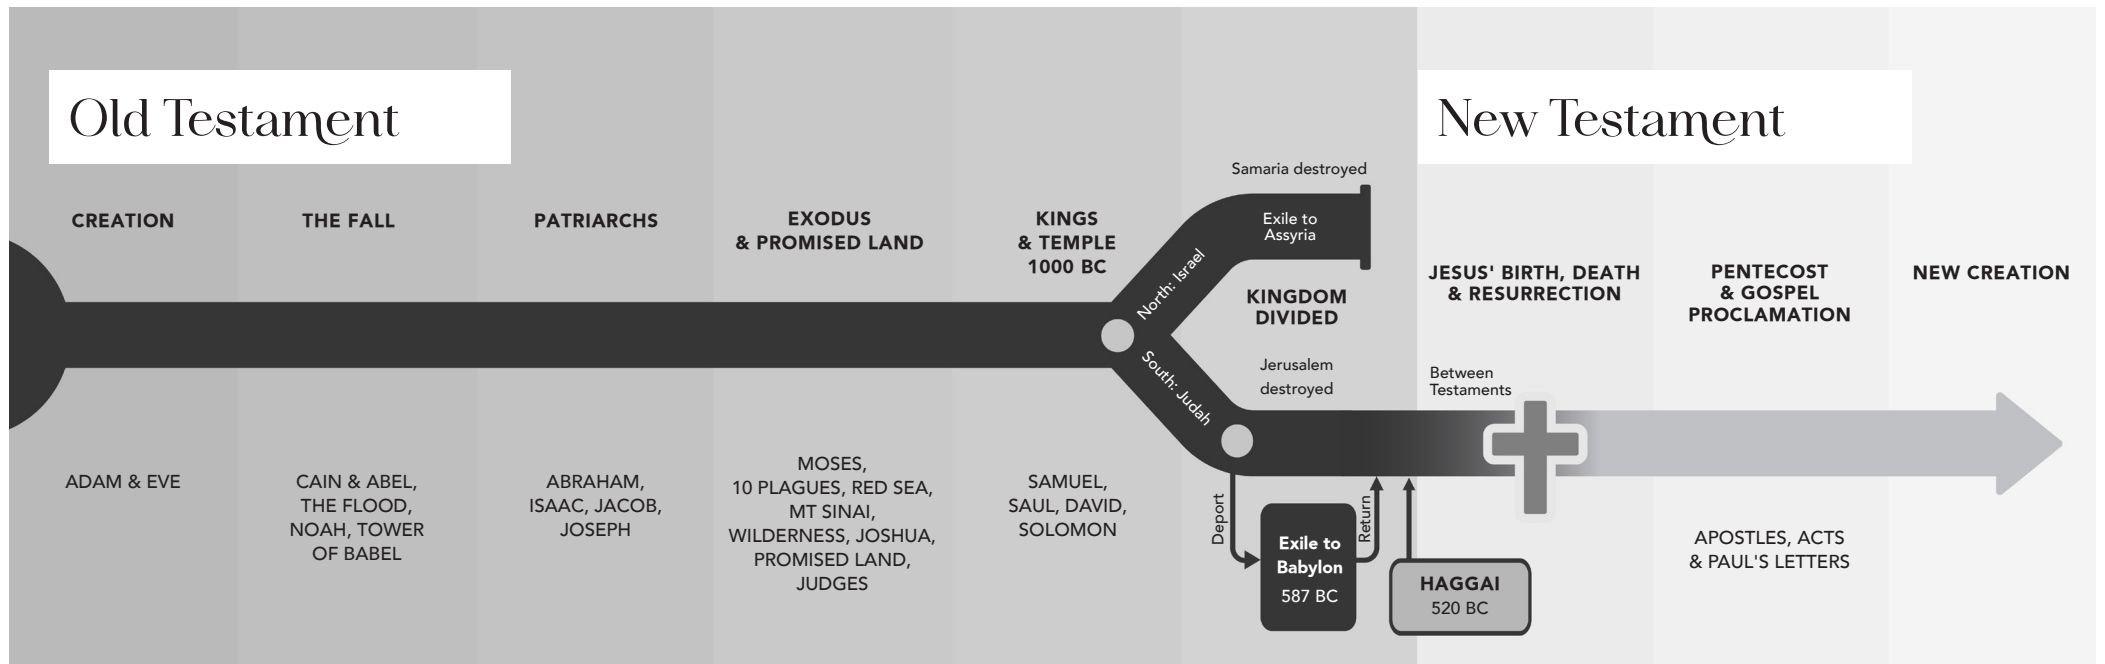 Old Testament
New Testament
CREATION
THE FALL
PATRIARCHS
EXODUS
& PROMISED LAND
KINGS
& TEMPLE
1000 BC
Samaria destroyed
Exile to
Assyria
North: Israel
KINGDOM
DIVIDED
South: Judah
Jerusalem
destroyed
JESUS' BIRTH, DEATH
& RESURRECTION
PENTECOST
& GOSPEL
PROCLAMATION
NEW CREATION
Between
Testaments
ADAM & EVE
CAIN & ABEL,
THE FLOOD,
NOAH, TOWER
OF BABEL
ABRAHAM,
ISAAC, JACOB,
JOSEPH
MOSES,
10 PLAGUES, RED SEA,
MT SINAI,
WILDERNESS, JOSHUA,
PROMISED LAND,
JUDGES
SAMUEL,
SAUL, DAVID,
SOLOMON
Deport
Exile to
Babylon
587 BC
Return
HAGGAI
520 BC
APOSTLES, ACTS
& PAUL'S LETTERS